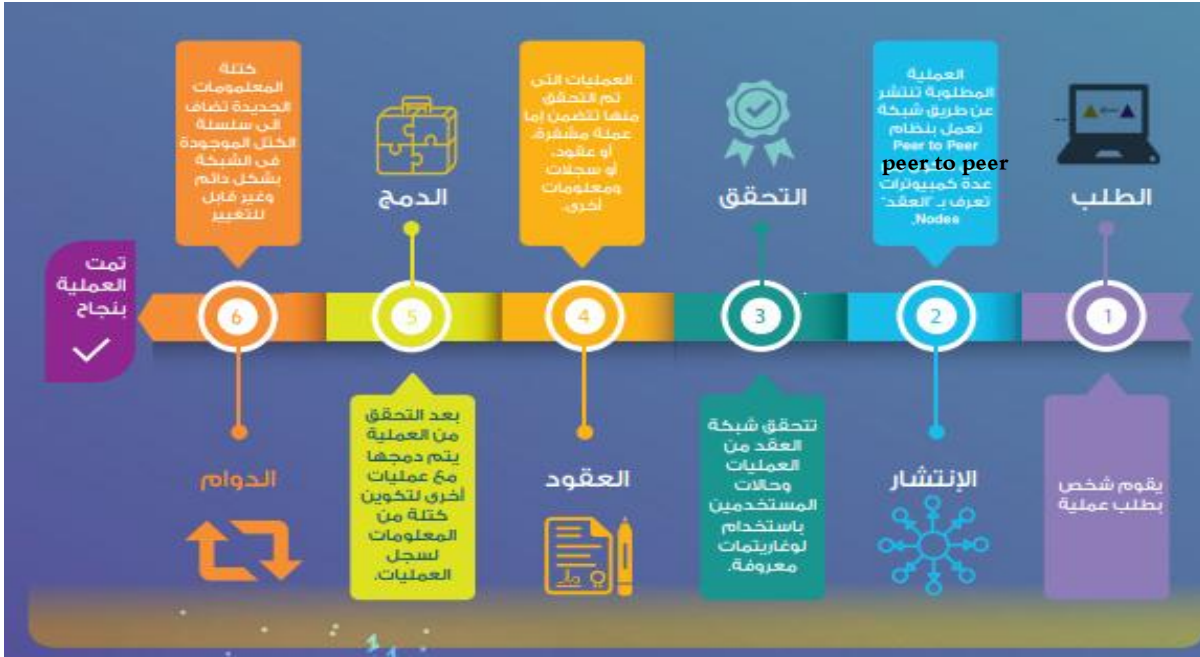 الطلب
1
يقوم شخص
بطلب عملية
العملية
المطلوبة تنتشر
عن طريق شبكة
تعمل بنظام
Peer to Peer
peer to peer
عدة كمبيوترات
تعرف بـ "العقد"
Nodes,
2
الإنتشار
التحقق
3
تتحقق شبكة
العقد من
العمليات
وحالات
المستخدمين
باستخدام
لوغاريتمات
معروفة.
العمليات التى
تم التحقق
منها تتضمن إما
عملة مشفرة،
أو عقود،
أو سجلات
ومعلومات
أخرى.
4
العقود
الدمج
5
بعد التحقق
من العملية
يتم دمجها
مع عمليات
أخرى لتكوين
كتلة من
المعلومات
لسجل
العمليات.
كتلة
المعلمومات
الجديدة تضاف
الى سلسلة
الكتل الموجودة
فى الشبكة
بشكل دائم
وغير قابل
للتغيير
6
الدوام
تمت
العملية
بنجاح